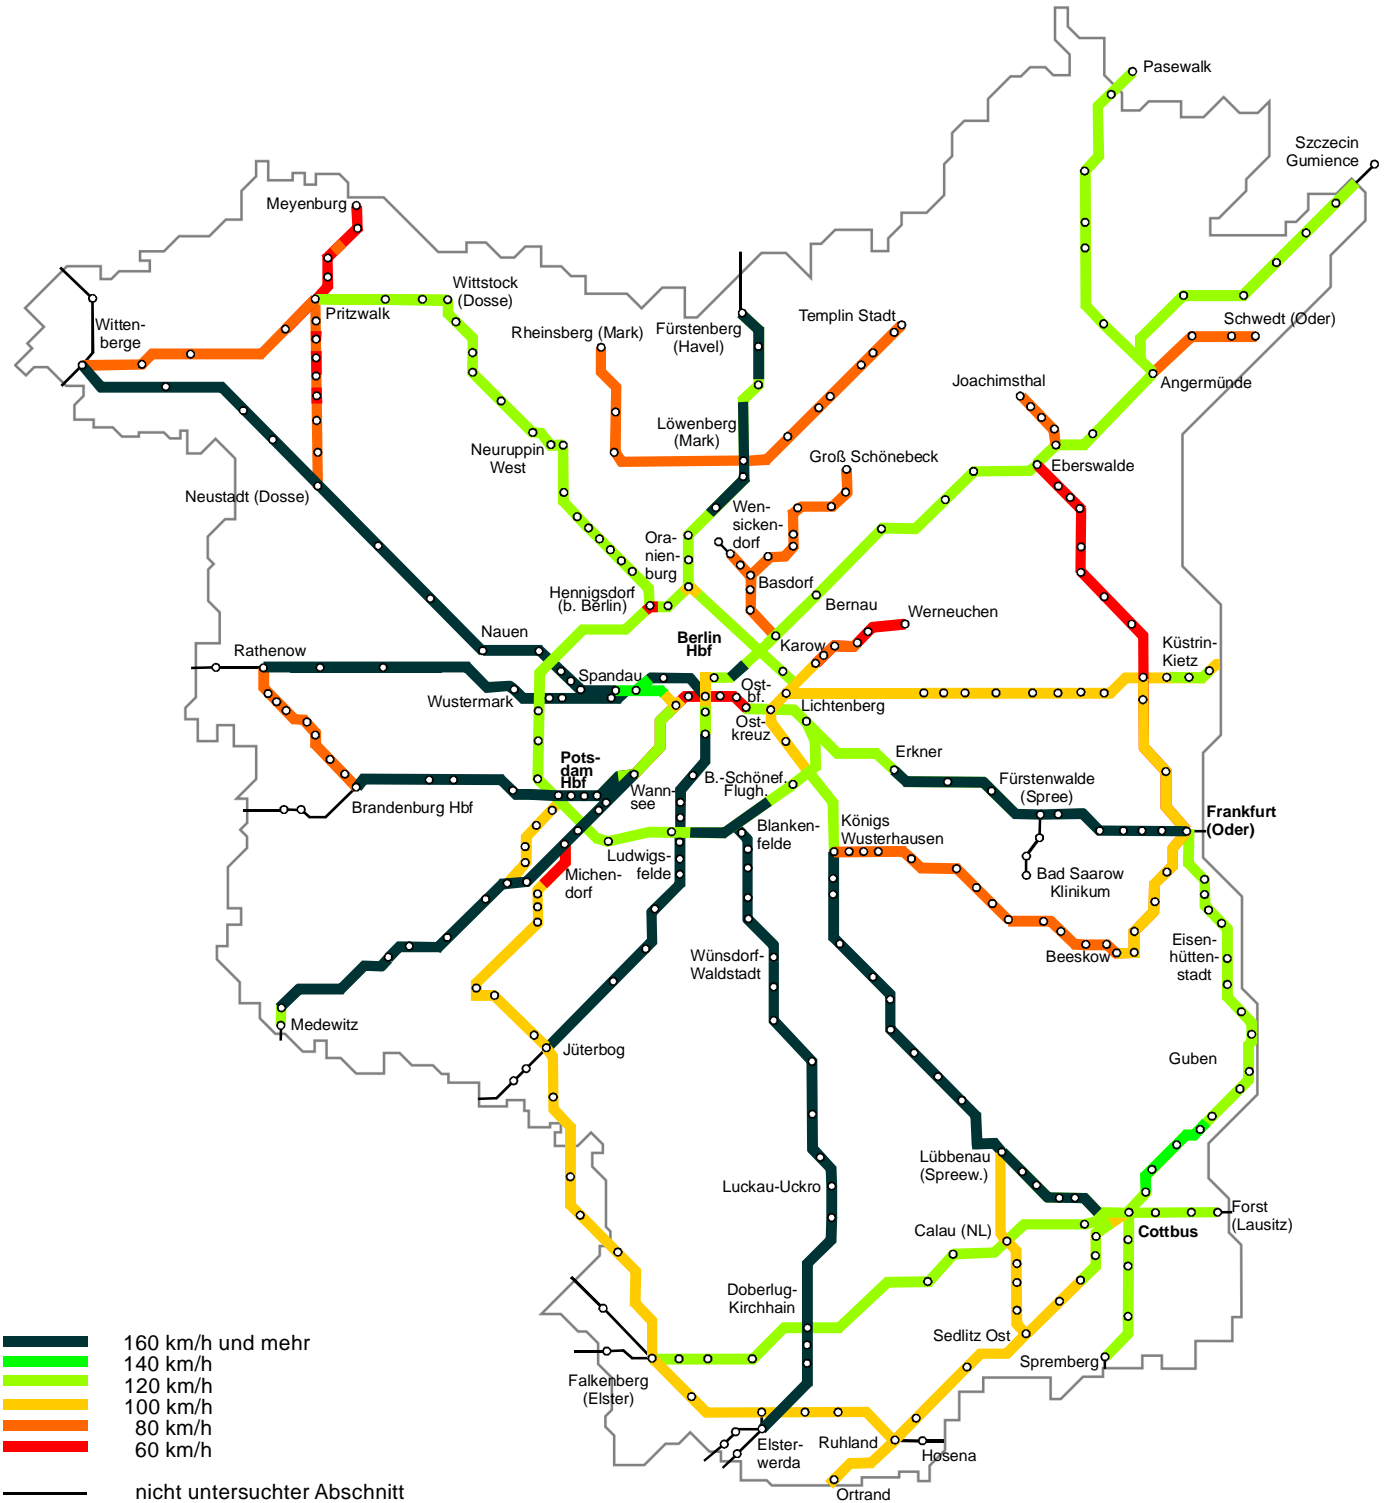 Pasewalk
Szczecin
Gumience
Meyenburg
Wittstock
(Dosse)
Pritzwalk
Witten-
berge
Rheinsberg (Mark)
Fürstenberg
(Havel)
Templin Stadt
Schwedt (Oder)
Joachimsthal
Angermünde
Löwenberg
(Mark)
Neuruppin
West
Groß Schönebeck
Eberswalde
Neustadt (Dosse)
Wen-
sicken-
dorf
Ora-
nien-
burg
Basdorf
Hennigsdorf
(b. Berlin)
Bernau
Werneuchen
Nauen
Berlin
Hbf
Karow
Küstrin-
Kietz
Rathenow
Spandau
Ost-
bf.
Wustermark
Lichtenberg
Ost-
kreuz
Erkner
Pots-
dam
Hbf
B.-Schönef.
Flugh.
Fürstenwalde
(Spree)
Wann-
see
Brandenburg Hbf
Frankfurt
(Oder)
Blanken-
felde
Königs
Wusterhausen
Ludwigs-
felde
Michen-
dorf
Bad Saarow
Klinikum
Wünsdorf-
Waldstadt
Beeskow
Eisen-
hütten-
stadt
Medewitz
Jüterbog
Guben
Lübbenau
(Spreew.)
Luckau-Uckro
Forst
(Lausitz)
Calau (NL)
Cottbus
Doberlug-
Kirchhain
Sedlitz Ost
Spremberg
Falkenberg
(Elster)
Elster-
werda
Ruhland
Hosena
Ortrand
160 km/h und mehr
140 km/h
120 km/h
100 km/h
80 km/h
60 km/h
nicht untersuchter Abschnitt